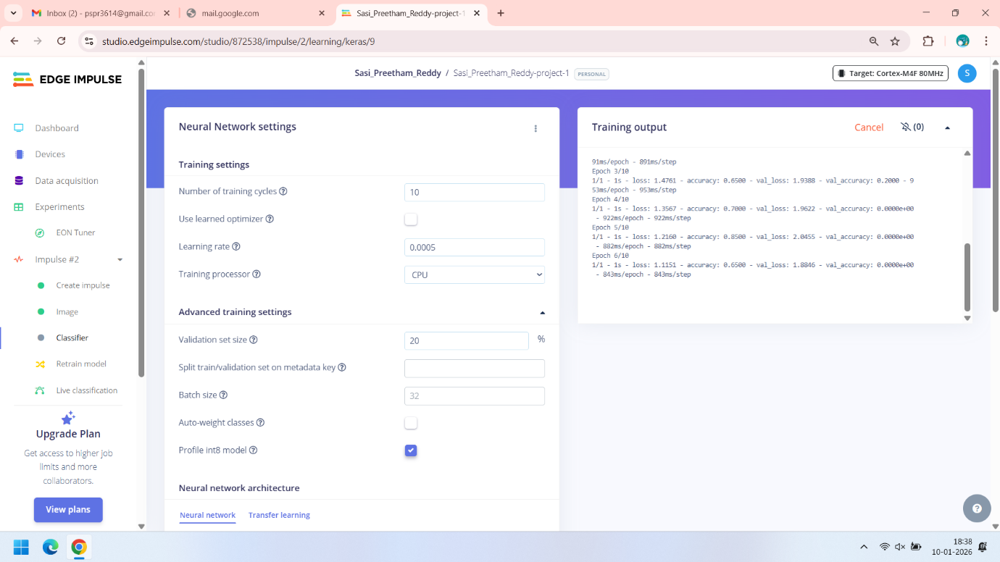 Inbox (2) - pspr3614@gmail.co
mail.google.com
Sasi_Preetham_Reddy-project-1
studio.edgeimpulse.com/studio/872538/impulse/2/learning/keras/9
EDGE IMPULSE
Sasi_Preetham_Reddy / Sasi_Preetham_Reddy-project-1 PERSONAL
Target: Cortex-M4F 80MHz
S
Dashboard
Devices
Data acquisition
Experiments
EON Tuner
Impulse #2
Create impulse
Image
Classifier
Retrain model
Live classification
Upgrade Plan
Get access to higher job
limits and more
collaborators.
View plans
Neural Network settings
Training settings
Number of training cycles ?
10
Use learned optimizer ?
Learning rate ?
0.0005
Training processor ?
CPU
Advanced training settings
Validation set size ?
20
%
Split train/validation set on metadata key ?
Batch size ?
32
Auto-weight classes ?
Profile int8 model ?
Neural network architecture
Neural network
Transfer learning
Training output
Cancel
(0)
91ms/epoch - 891ms/step
Epoch 3/10
1/1 - 1s - loss: 1.4761 - accuracy: 0.6500 - val_loss: 1.9388 - val_accuracy: 0.2000 - 9
53ms/epoch - 953ms/step
Epoch 4/10
1/1 - 1s - loss: 1.3567 - accuracy: 0.7000 - val_loss: 1.9622 - val_accuracy: 0.0000e+00
- 922ms/epoch - 922ms/step
Epoch 5/10
1/1 - 1s - loss: 1.2160 - accuracy: 0.8500 - val_loss: 2.0455 - val_accuracy: 0.0000e+00
- 882ms/epoch - 882ms/step
Epoch 6/10
1/1 - 1s - loss: 1.1151 - accuracy: 0.6500 - val_loss: 1.8846 - val_accuracy: 0.0000e+00
- 843ms/epoch - 843ms/step
?
18:38
10-01-2026